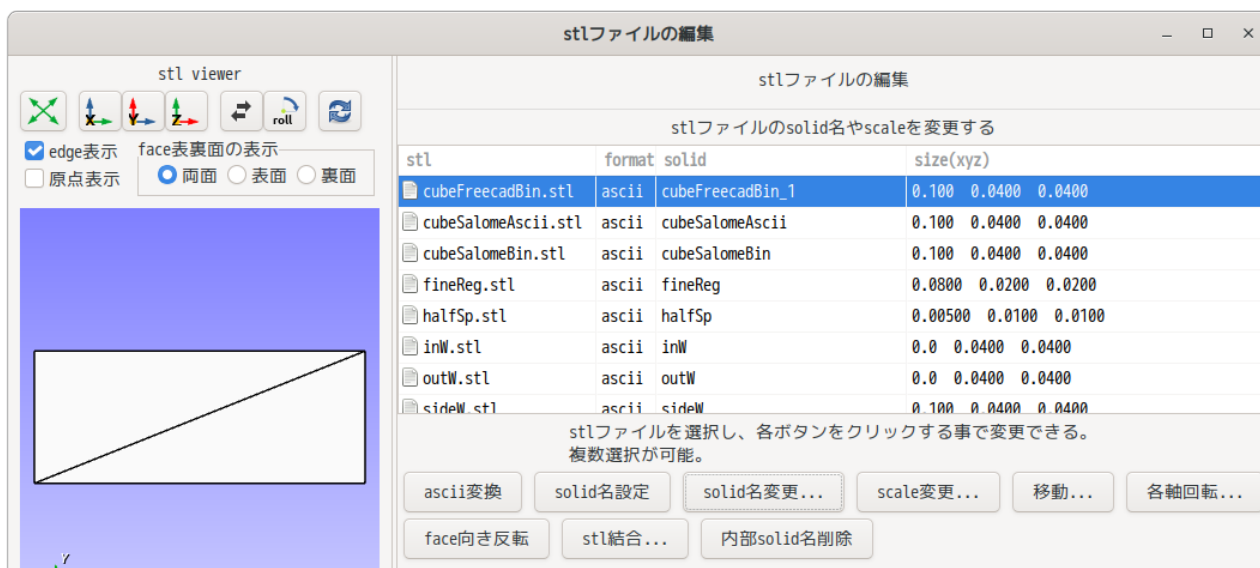 stlファイルの編集
stl viewer
X Y Z roll
edge表示
原点表示
face表裏面の表示
両面 表面 裏面
Y
stlファイルの編集
stlファイルのsolid名やscaleを変更する
stl format solid size(xyz)
cubeFreecadBin.stl ascii cubeFreecadBin_1 0.100 0.0400 0.0400
cubeSalomeAscii.stl ascii cubeSalomeAscii 0.100 0.0400 0.0400
cubeSalomeBin.stl ascii cubeSalomeBin 0.100 0.0400 0.0400
fineReg.stl ascii fineReg 0.0800 0.0200 0.0200
halfSp.stl ascii halfSp 0.00500 0.0100 0.0100
inW.stl ascii inW 0.0 0.0400 0.0400
outW.stl ascii outW 0.0 0.0400 0.0400
sideW.stl ascii sideW 0.100 0.0400 0.0400
stlファイルを選択し、各ボタンをクリックする事で変更できる。
複数選択が可能。
ascii変換 solid名設定 solid名変更... scale変更... 移動... 各軸回転...
face向き反転 stl結合... 内部solid名削除